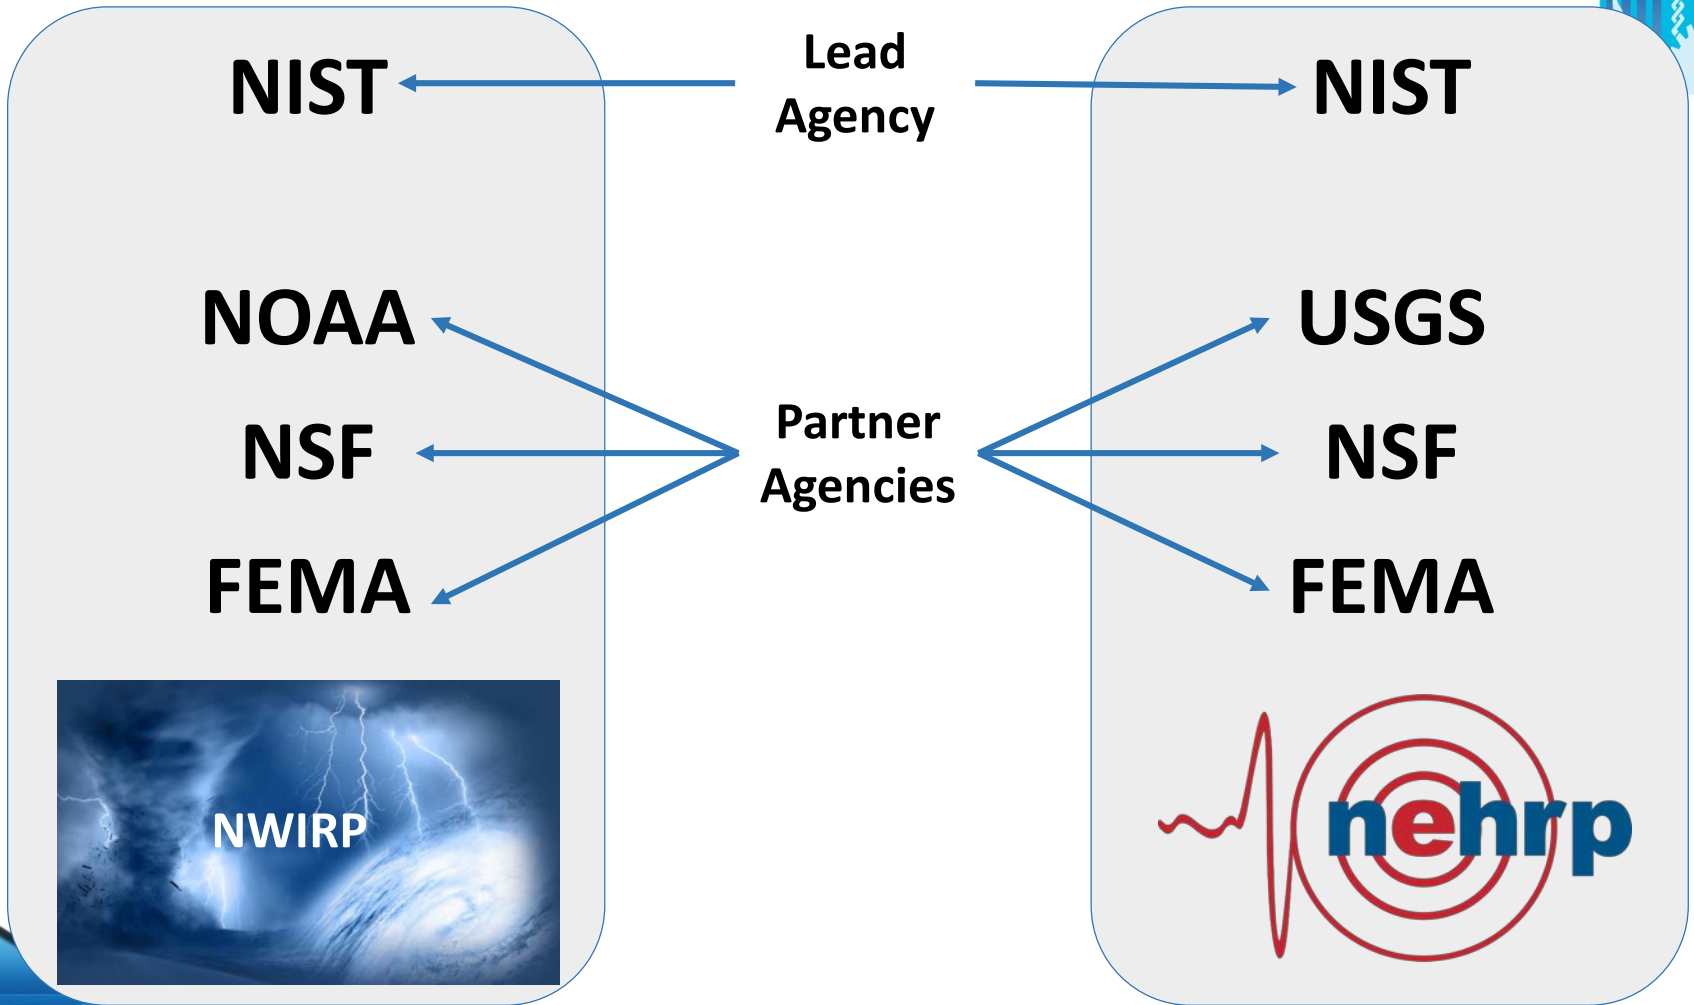 NIST
Lead
Agency
NIST
NOAA
NSF
FEMA
Partner
Agencies
USGS
NSF
FEMA
NWIRP
nehrp